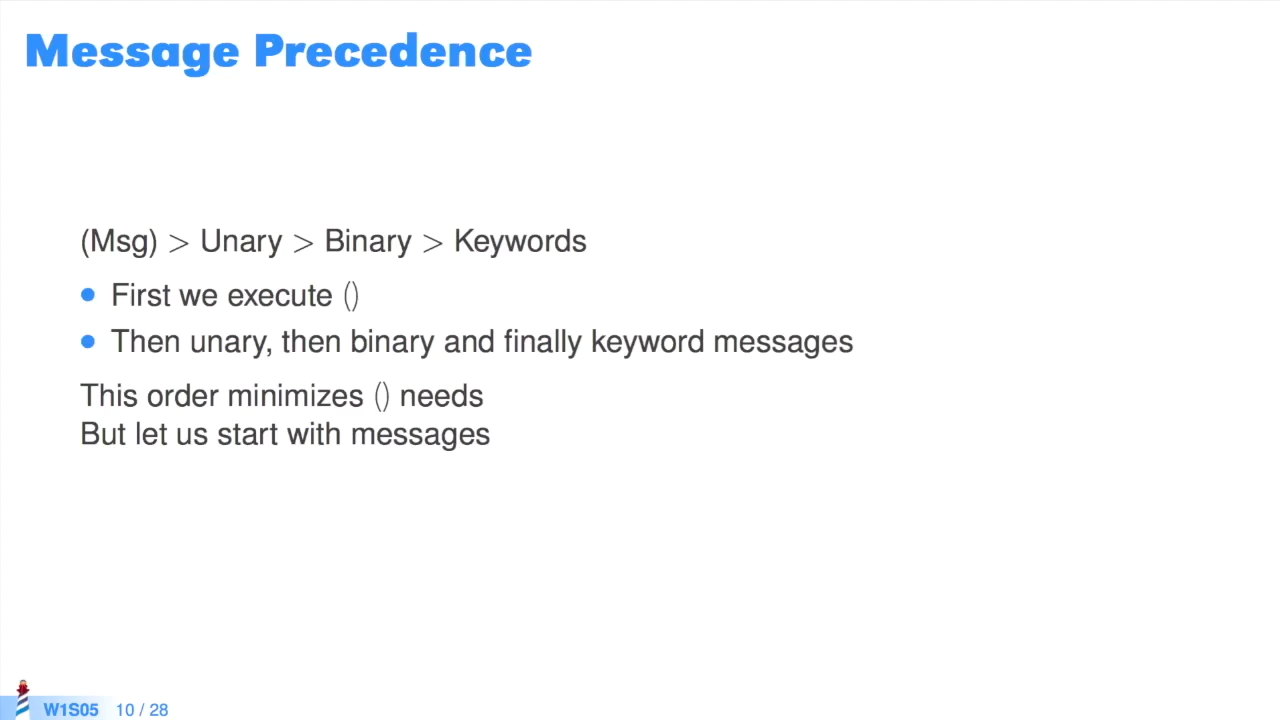 Message Precedence
(Msg) > Unary > Binary > Keywords
• First we execute ()
• Then unary, then binary and finally keyword messages
This order minimizes () needs
But let us start with messages
W1S05 10 / 28